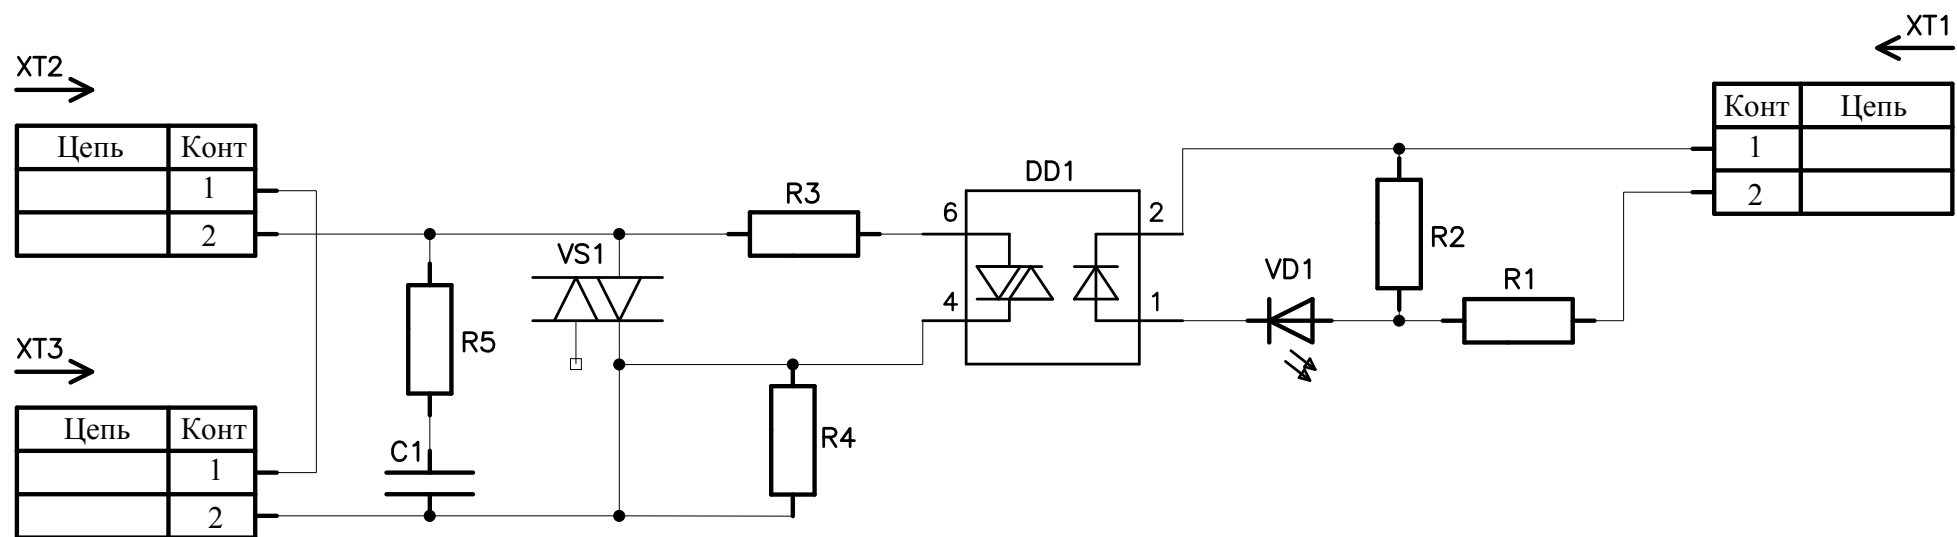 XT1
XT2
Конт Цепь
1
2
Цепь Конт
1
2
DD1
R3
6 2
4 1
VS1
R2
VD1
R1
XT3
R5
Цепь Конт
1
2
C1
R4